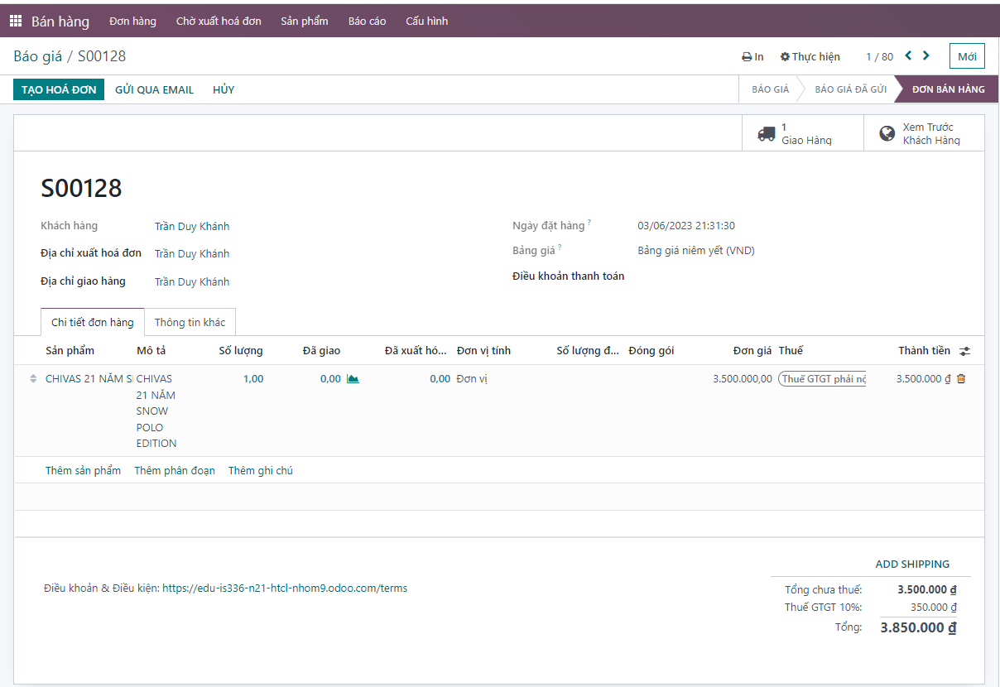 Bán hàng Đơn hàng Chờ xuất hoá đơn Sản phẩm Báo cáo Cấu hình
Báo giá / S00128 In Thực hiện 1 / 80 Mới
TẠO HOÁ ĐƠN GỬI QUA EMAIL HỦY BÁO GIÁ BÁO GIÁ ĐÃ GỬI ĐƠN BÁN HÀNG
1
Giao Hàng
Xem Trước
Khách Hàng
S00128
Khách hàng Trần Duy Khánh
Địa chỉ xuất hoá đơn Trần Duy Khánh
Địa chỉ giao hàng Trần Duy Khánh
Ngày đặt hàng ? 03/06/2023 21:31:30
Bảng giá ? Bảng giá niêm yết (VND)
Điều khoản thanh toán
Chi tiết đơn hàng Thông tin khác
Sản phẩm Mô tả Số lượng Đã giao Đã xuất hó... Đơn vị tính Số lượng đ... Đóng gói Đơn giá Thuế Thành tiền
CHIVAS 21 NĂM S CHIVAS 1,00 0,00 0,00 Đơn vị 3.500.000,00 Thuế GTGT phải nộ 3.500.000 ₫
21 NĂM
SNOW
POLO
EDITION
Thêm sản phẩm Thêm phân đoạn Thêm ghi chú
ADD SHIPPING
Điều khoản & Điều kiện: https://edu-is336-n21-htcl-nhom9.odoo.com/terms
Tổng chưa thuế: 3.500.000 ₫
Thuế GTGT 10%: 350.000 ₫
Tổng: 3.850.000 ₫